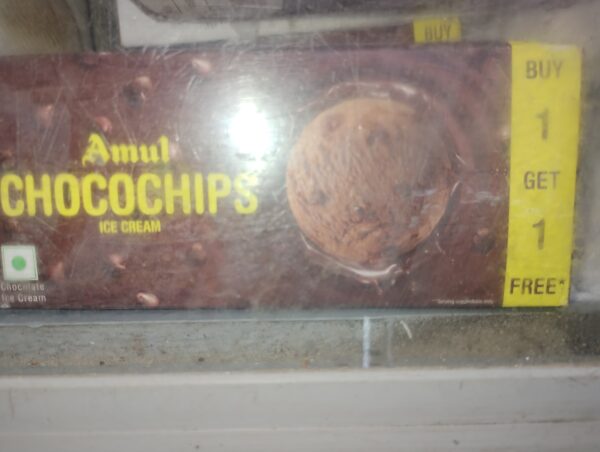 BUY
Amul
CHOCOCHIPS
ICE CREAM
Chocolate
Ice Cream
BUY
1
GET
1
FREE*